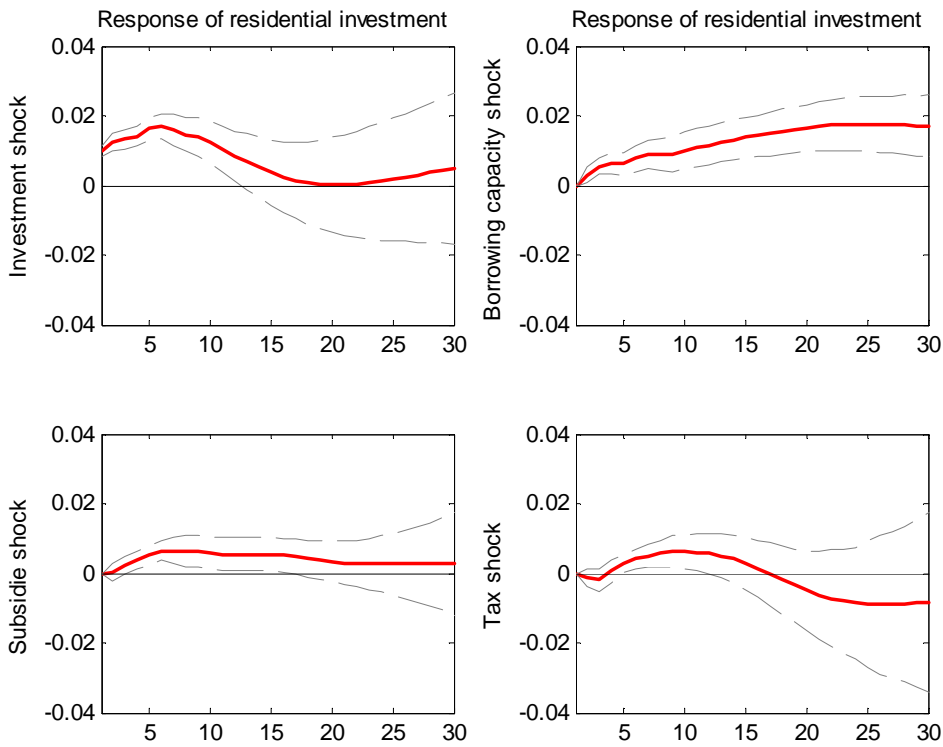 Response of residential investment
Response of residential investment
Investment shock
0.04
0.02
0
-0.02
-0.04
5 10 15 20 25 30
Borrowing capacity shock
0.04
0.02
0
-0.02
-0.04
5 10 15 20 25 30
Subsidie shock
0.04
0.02
0
-0.02
-0.04
5 10 15 20 25 30
Tax shock
0.04
0.02
0
-0.02
-0.04
5 10 15 20 25 30